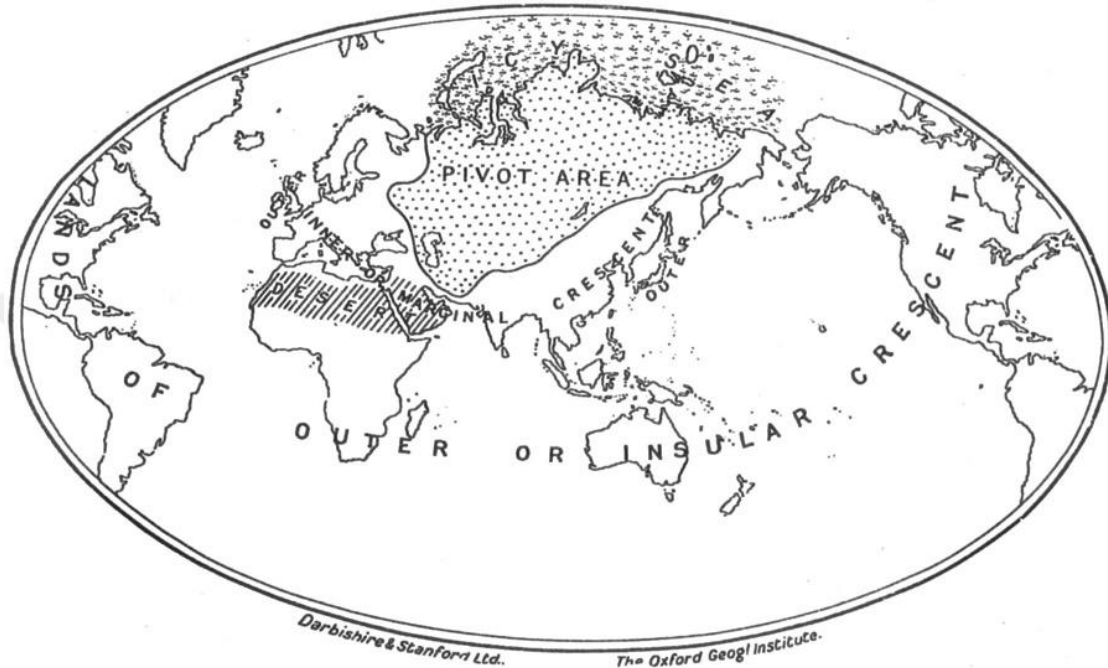 ICY SEA
PIVOT AREA
OUTER
INNER OR MARGINAL
CRESCENT
OUTER
DESERT
LANDS
OF
OUTER OR INSULAR CRESCENT
Darbishire & Stanford Ltd..
The Oxford Geogl Institute.